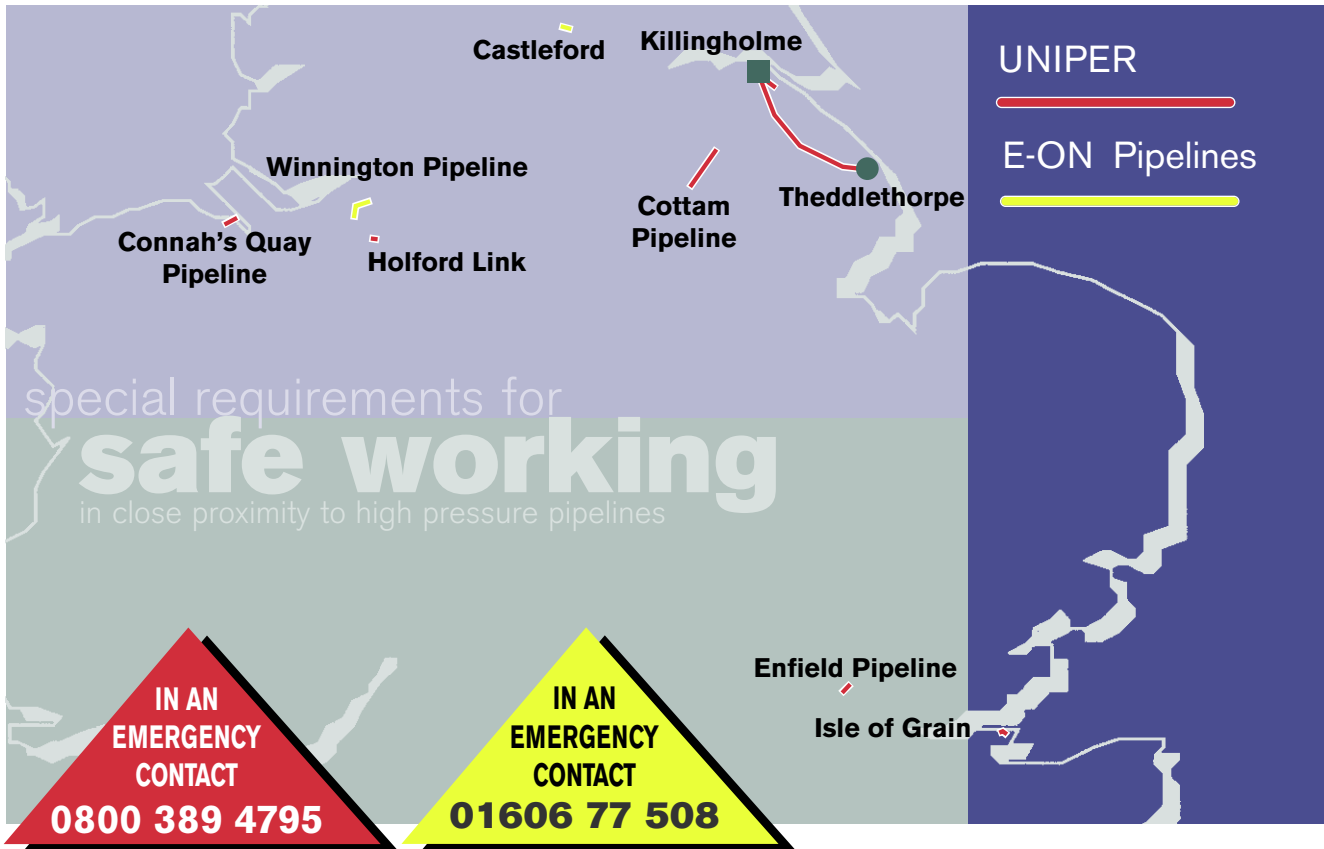 Castleford
Killingholme
UNIPER
E-ON Pipelines
Winnington Pipeline
Theddlethorpe
Cottam
Pipeline
Connah's Quay
Pipeline
Holford Link
special requirements for
safe working
in close proximity to high pressure pipelines
Enfield Pipeline
Isle of Grain
IN AN
EMERGENCY
CONTACT
0800 389 4795
IN AN
EMERGENCY
CONTACT
01606 77 508